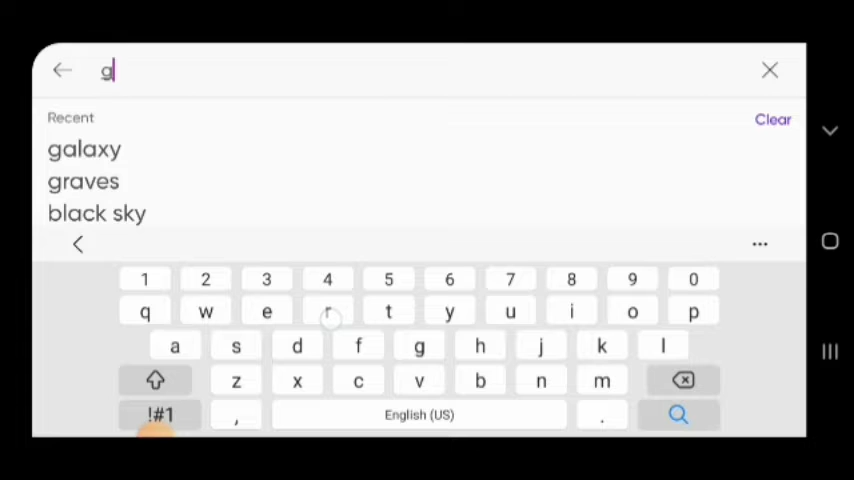 g
Recent
Clear
galaxy
graves
black sky
1 2 3 4 5 6 7 8 9 0
q w e r t y u i o p
a s d f g h j k l
z x c v b n m
!#1 , English (US) .